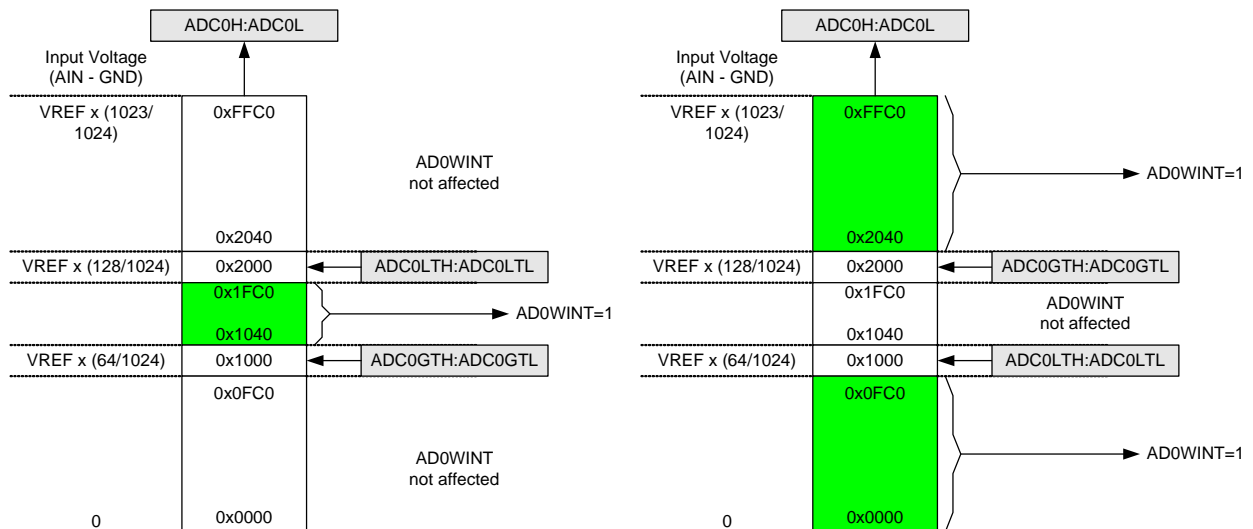 ADC0H:ADC0L
Input Voltage
(AIN - GND)
VREF x (1023/
1024)
0xFFC0
AD0WINT
not affected
0x2040
VREF x (128/1024)
0x2000
ADC0LTH:ADC0LTL
0x1FC0
AD0WINT=1
0x1040
VREF x (64/1024)
0x1000
ADC0GTH:ADC0GTL
0x0FC0
AD0WINT
not affected
0
0x0000
ADC0H:ADC0L
Input Voltage
(AIN - GND)
VREF x (1023/
1024)
0xFFC0
AD0WINT=1
0x2040
VREF x (128/1024)
0x2000
ADC0GTH:ADC0GTL
0x1FC0
AD0WINT
not affected
0x1040
VREF x (64/1024)
0x1000
ADC0LTH:ADC0LTL
0x0FC0
AD0WINT=1
0
0x0000